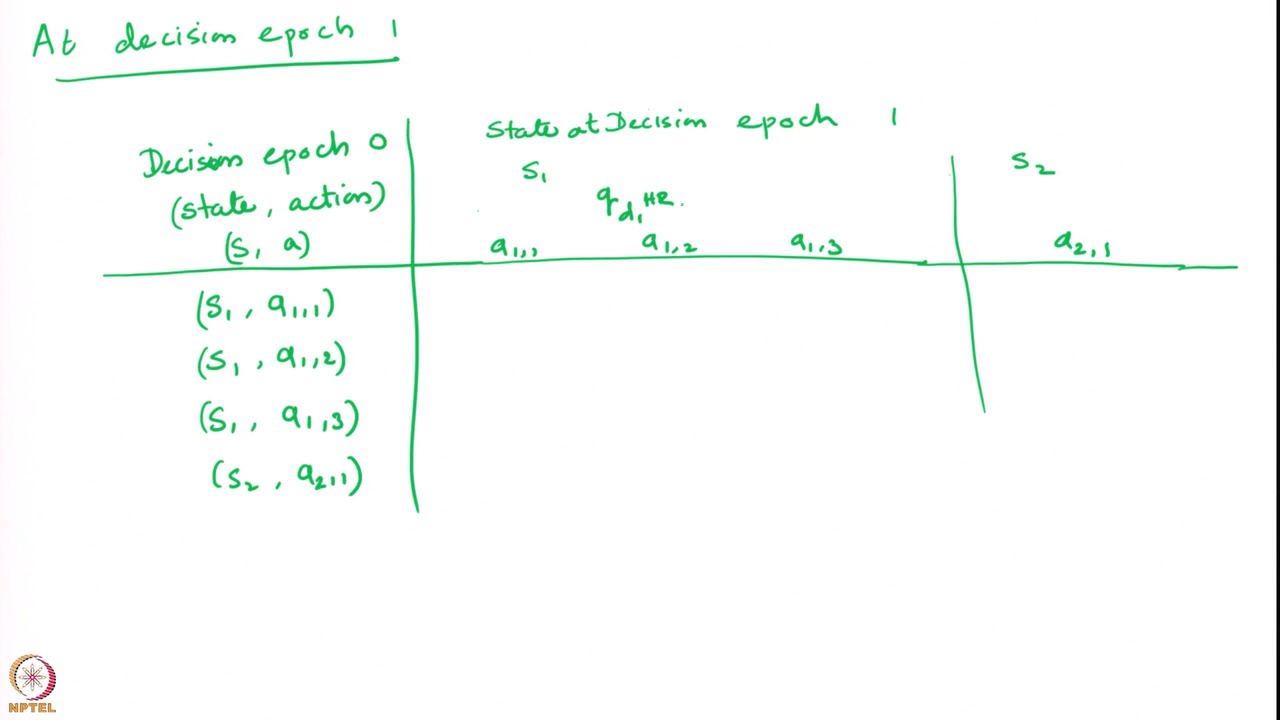 At decision epoch 1
Decision epoch 0
(state, action)
(s, a)
State at Decision epoch 1
s₁
s₂
q_{d₁}^{HR}.
a₁,₁ a₁,₂ a₁,₃ a₂,₁
(s₁, a₁,₁)
(s₁, a₁,₂)
(s₁, a₁,₃)
(s₂, a₂,₁)
NPTEL